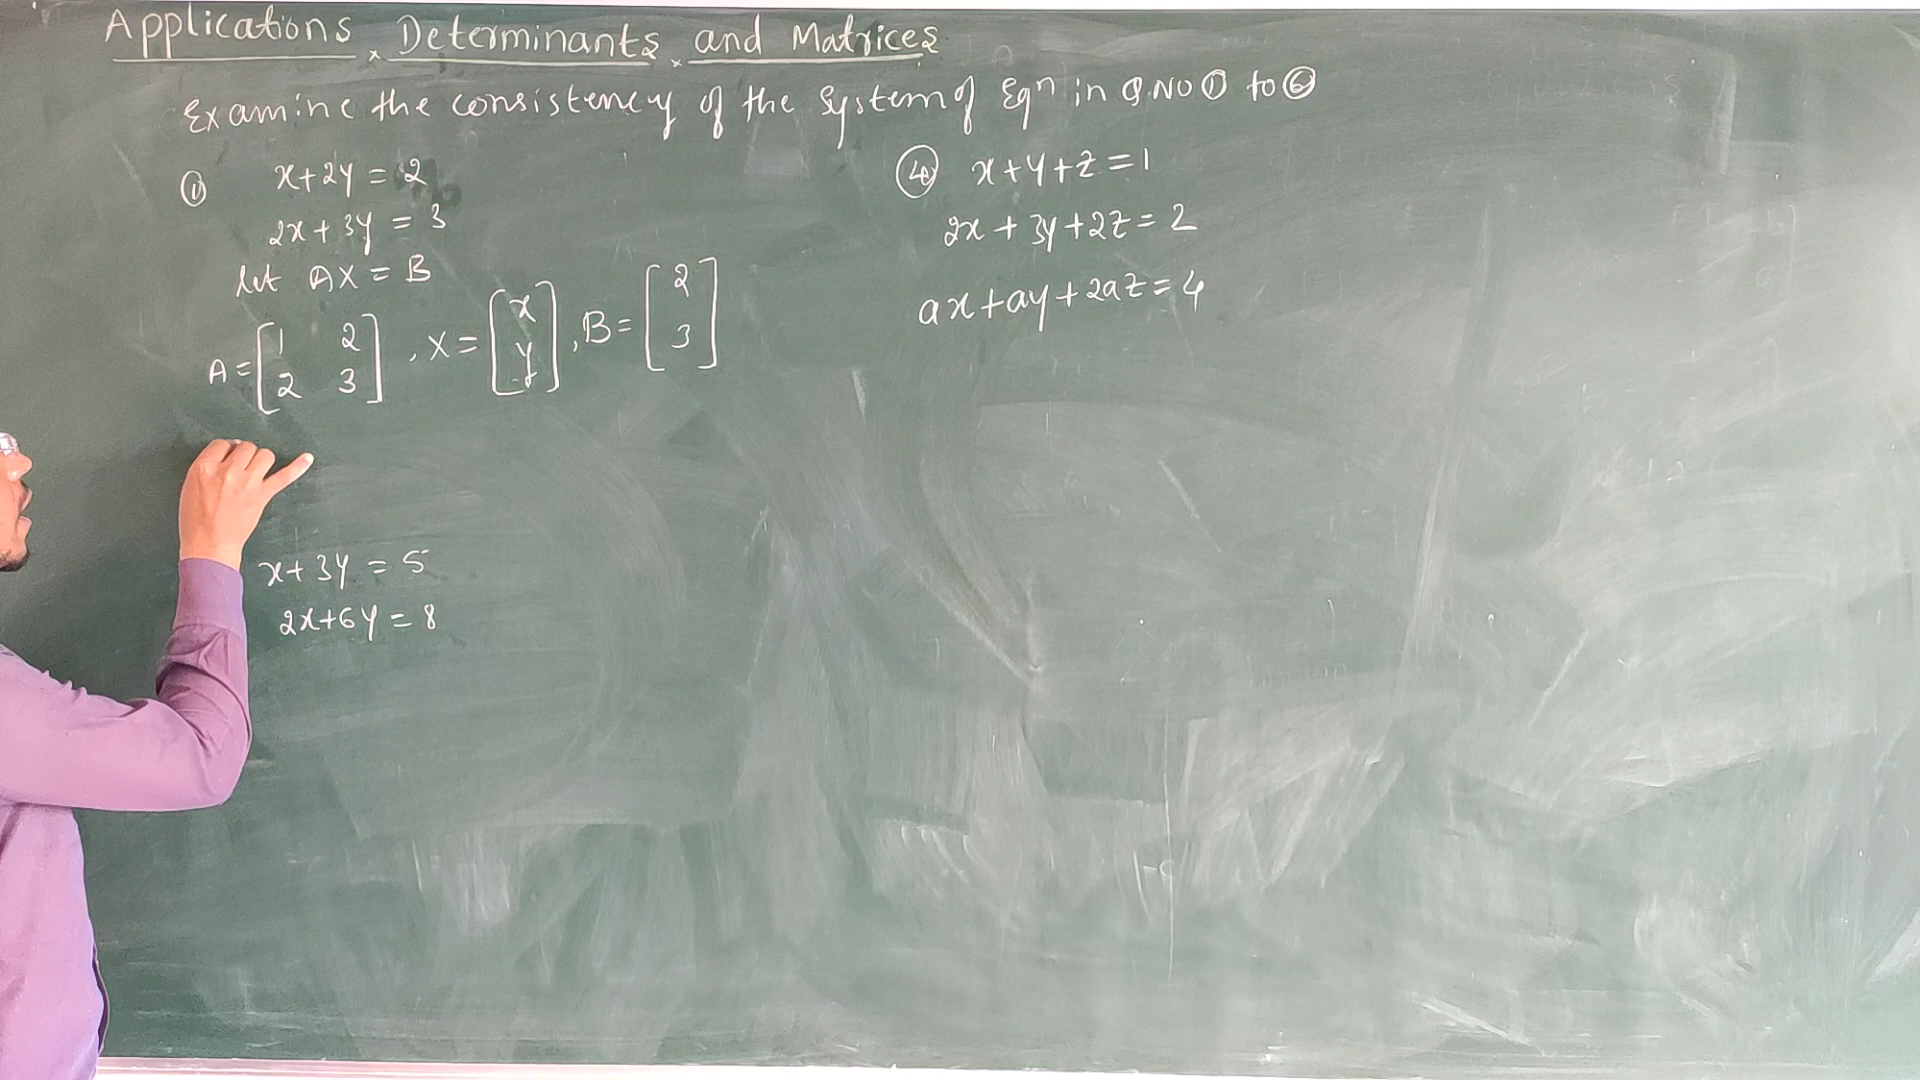 Applications Determinants and Matrices
Examine the consistency of the System of Eqn in Q.NO ① to ⑥
① x+2y = 2
2x+3y = 3
let AX = B
A = [1 2; 2 3], X = [x; y], B = [2; 3]
x+3y = 5
2x+6y = 8
④ x+y+z=1
2x+3y+2z=2
ax+ay+2az=4